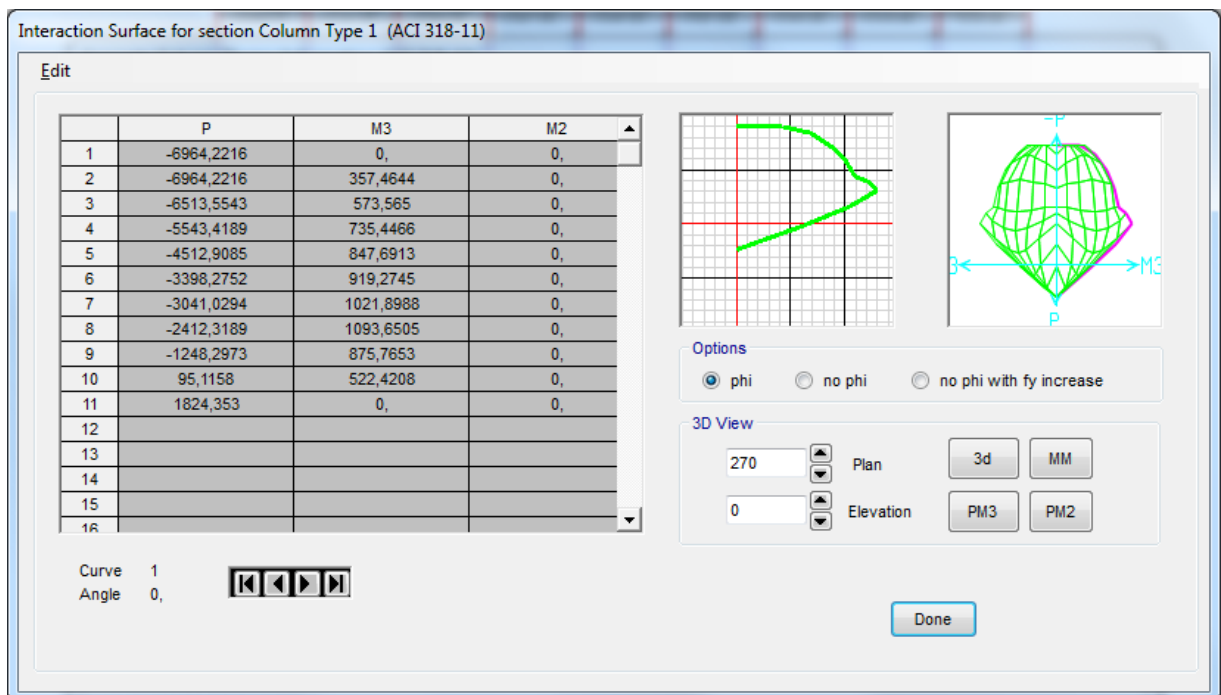 Interaction Surface for section Column Type 1 (ACI 318-11)
Edit
P M3 M2
1 -6964,2216 0, 0,
2 -6964,2216 357,4644 0,
3 -6513,5543 573,565 0,
4 -5543,4189 735,4466 0,
5 -4512,9085 847,6913 0,
6 -3398,2752 919,2745 0,
7 -3041,0294 1021,8988 0,
8 -2412,3189 1093,6505 0,
9 -1248,2973 875,7653 0,
10 95,1158 522,4208 0,
11 1824,353 0, 0,
12
13
14
15
16
Curve 1
Angle 0,
-P
3 M3
P
Options
phi no phi no phi with fy increase
3D View
270 Plan 3d MM
0 Elevation PM3 PM2
Done